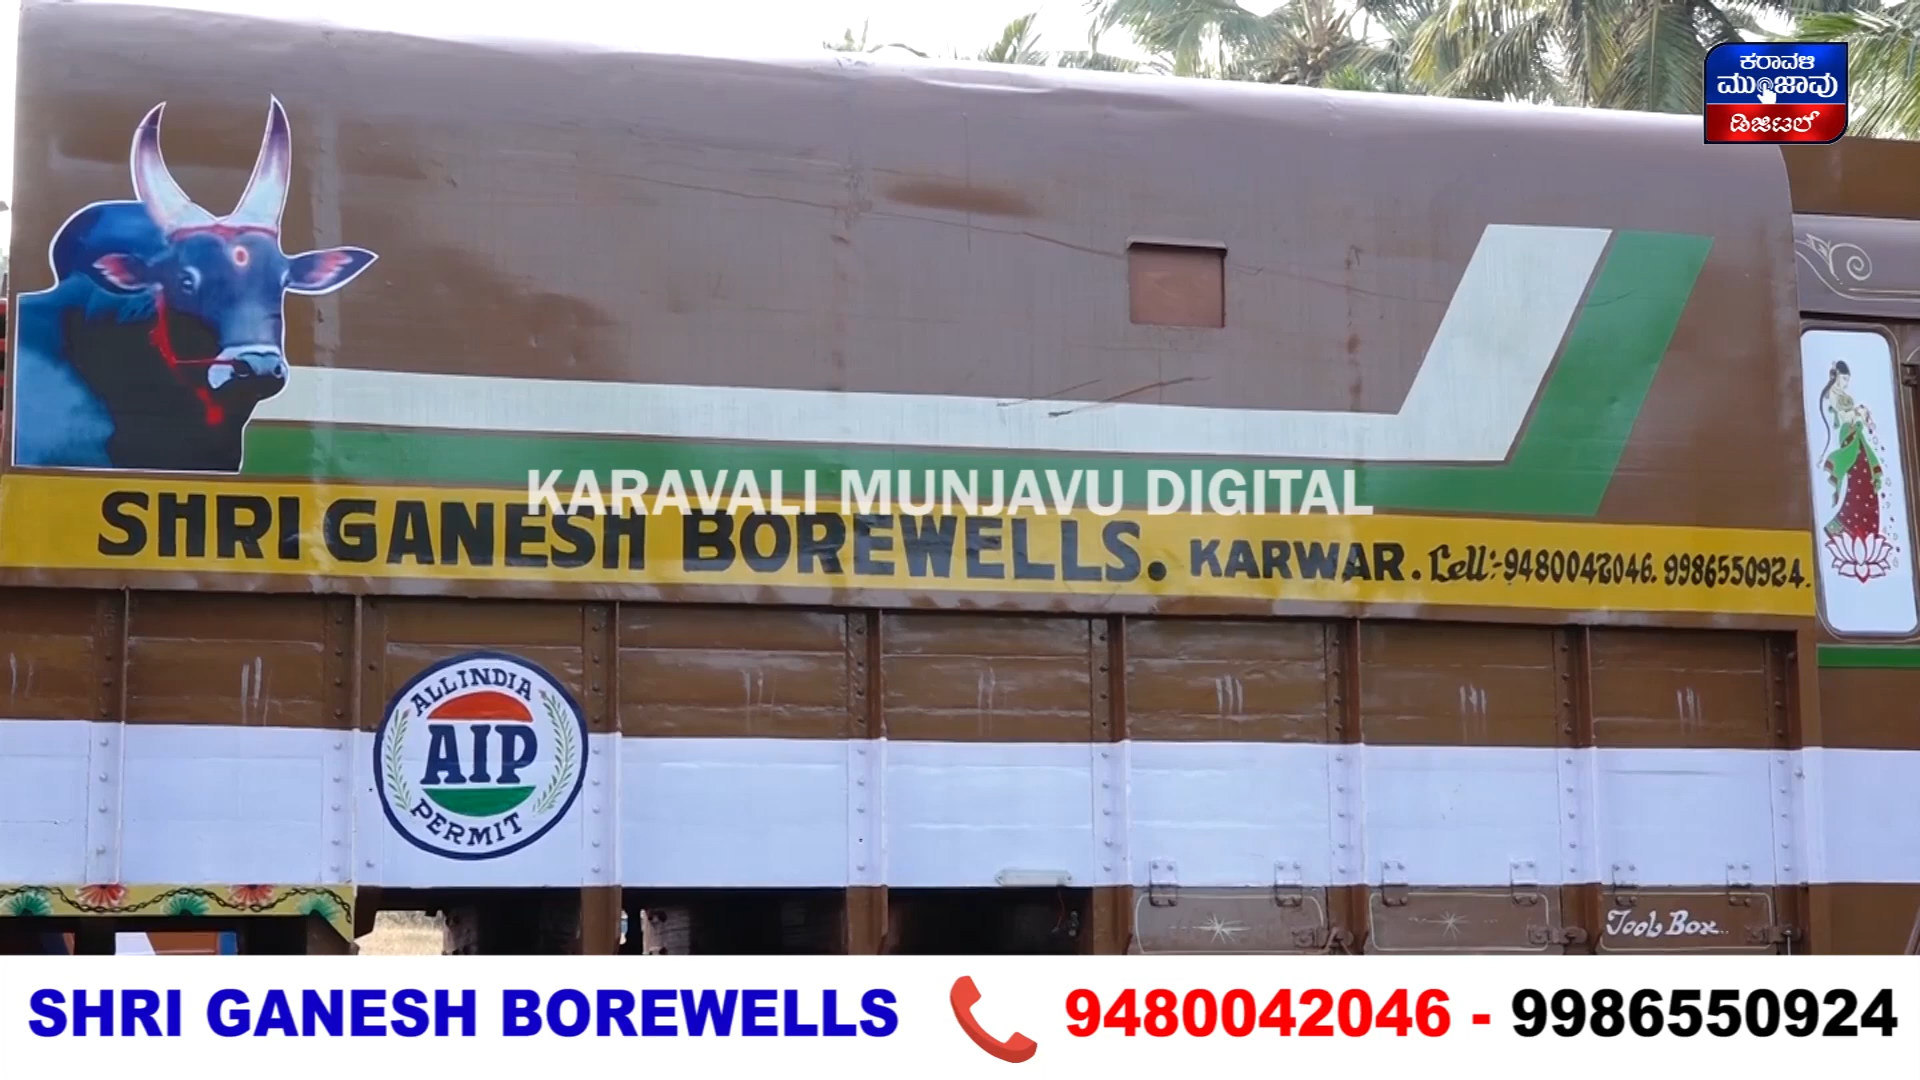 ಕರಾವಳಿ
ಮುಂಜಾವು
ಡಿಜಿಟಲ್
KARAVALI MUNJAVU DIGITAL
SHRI GANESH BOREWELLS. KARWAR. Cell:-9480042046. 9986550924.
ALL INDIA
AIP
PERMIT
Tool Box
SHRI GANESH BOREWELLS 9480042046 - 9986550924